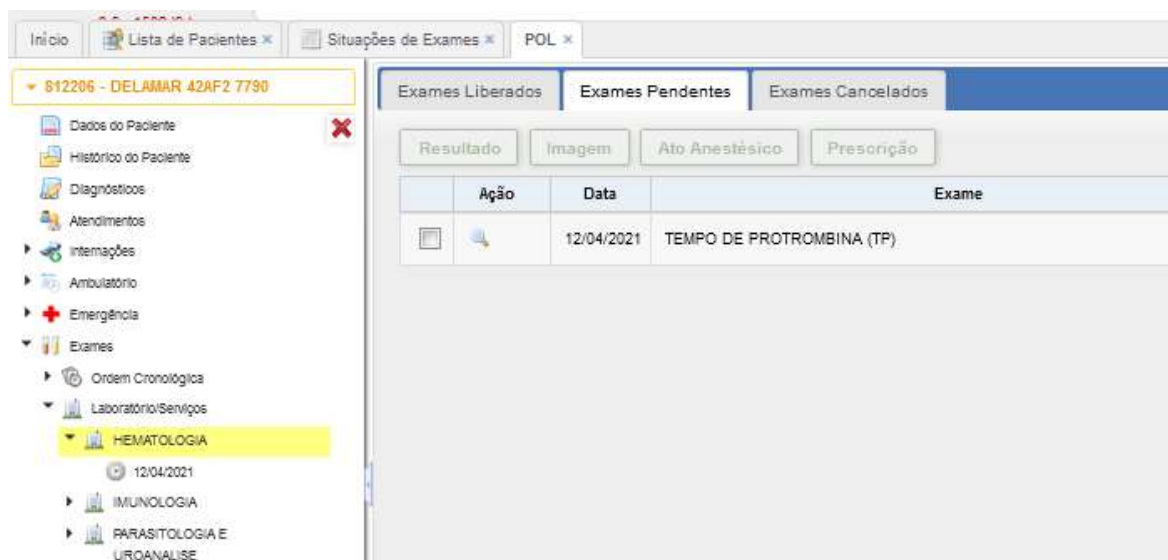 Início
Lista de Pacientes ×
Situações de Exames ×
POL ×
812206 - DELAMAR 42AF2 7790
Dados do Paciente
Histórico do Paciente
Diagnósticos
Atendimentos
Internações
Ambulatório
Emergência
Exames
Ordem Cronológica
Laboratório/Serviços
HEMATOLOGIA
12/04/2021
IMUNOLOGIA
PARASITOLOGIA E
UROANALISE
Exames Liberados
Exames Pendentes
Exames Cancelados
Resultado
Imagem
Ato Anestésico
Prescrição
Ação Data Exame
12/04/2021 TEMPO DE PROTROMBINA (TP)